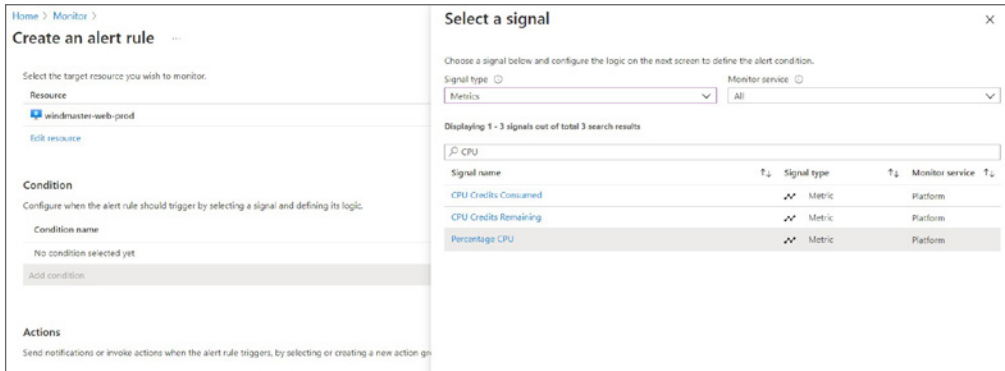 Home > Monitor >
Create an alert rule ...
Select the target resource you wish to monitor.
Resource
windmaster-web-prod
Edit resource
Condition
Configure when the alert rule should trigger by selecting a signal and defining its logic.
Condition name
No condition selected yet
Add condition
Actions
Send notifications or invoke actions when the alert rule triggers, by selecting or creating a new action gr
Select a signal
Choose a signal below and configure the logic on the next screen to define the alert condition.
Signal type Monitor service
Metrics All
Displaying 1 - 3 signals out of total 3 search results
CPU
Signal name Signal type Monitor service
CPU Credits Consumed Metric Platform
CPU Credits Remaining Metric Platform
Percentage CPU Metric Platform